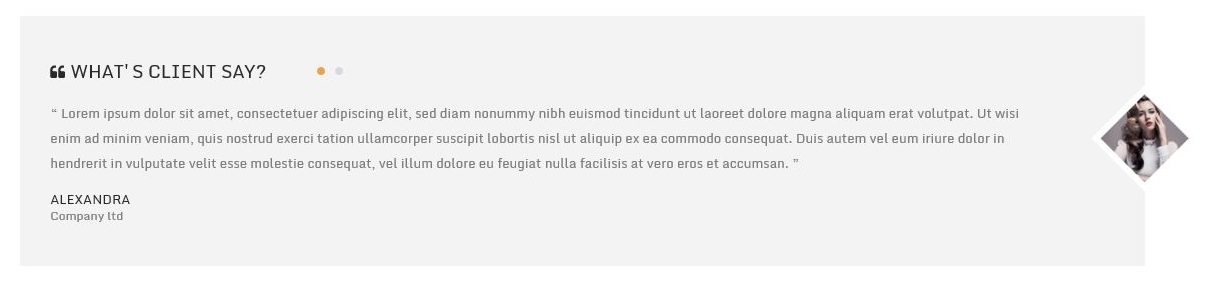 ❝ WHAT'S CLIENT SAY?
“ Lorem ipsum dolor sit amet, consectetuer adipiscing elit, sed diam nonummy nibh euismod tincidunt ut laoreet dolore magna aliquam erat volutpat. Ut wisi
enim ad minim veniam, quis nostrud exerci tation ullamcorper suscipit lobortis nisl ut aliquip ex ea commodo consequat. Duis autem vel eum iriure dolor in
hendrerit in vulputate velit esse molestie consequat, vel illum dolore eu feugiat nulla facilisis at vero eros et accumsan. ”
ALEXANDRA
Company ltd